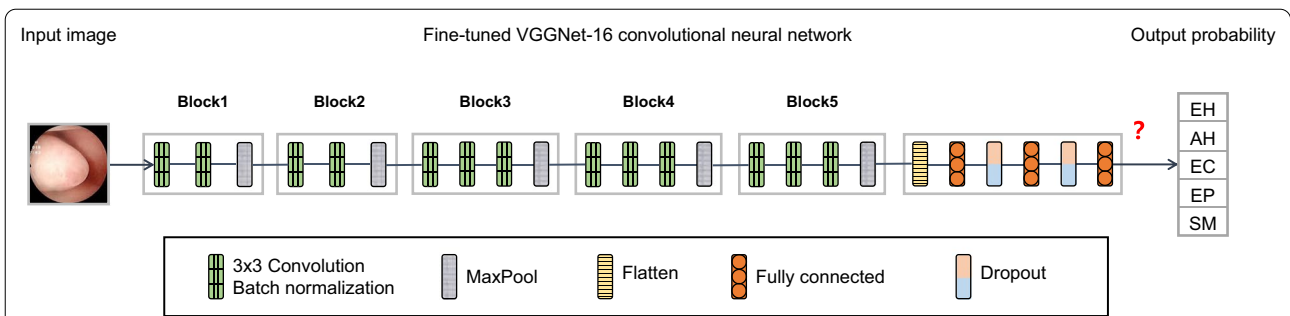 Input image
Fine-tuned VGGNet-16 convolutional neural network
Output probability
Block1
Block2
Block3
Block4
Block5
?
EH
AH
EC
EP
SM
3x3 Convolution
Batch normalization
MaxPool
Flatten
Fully connected
Dropout